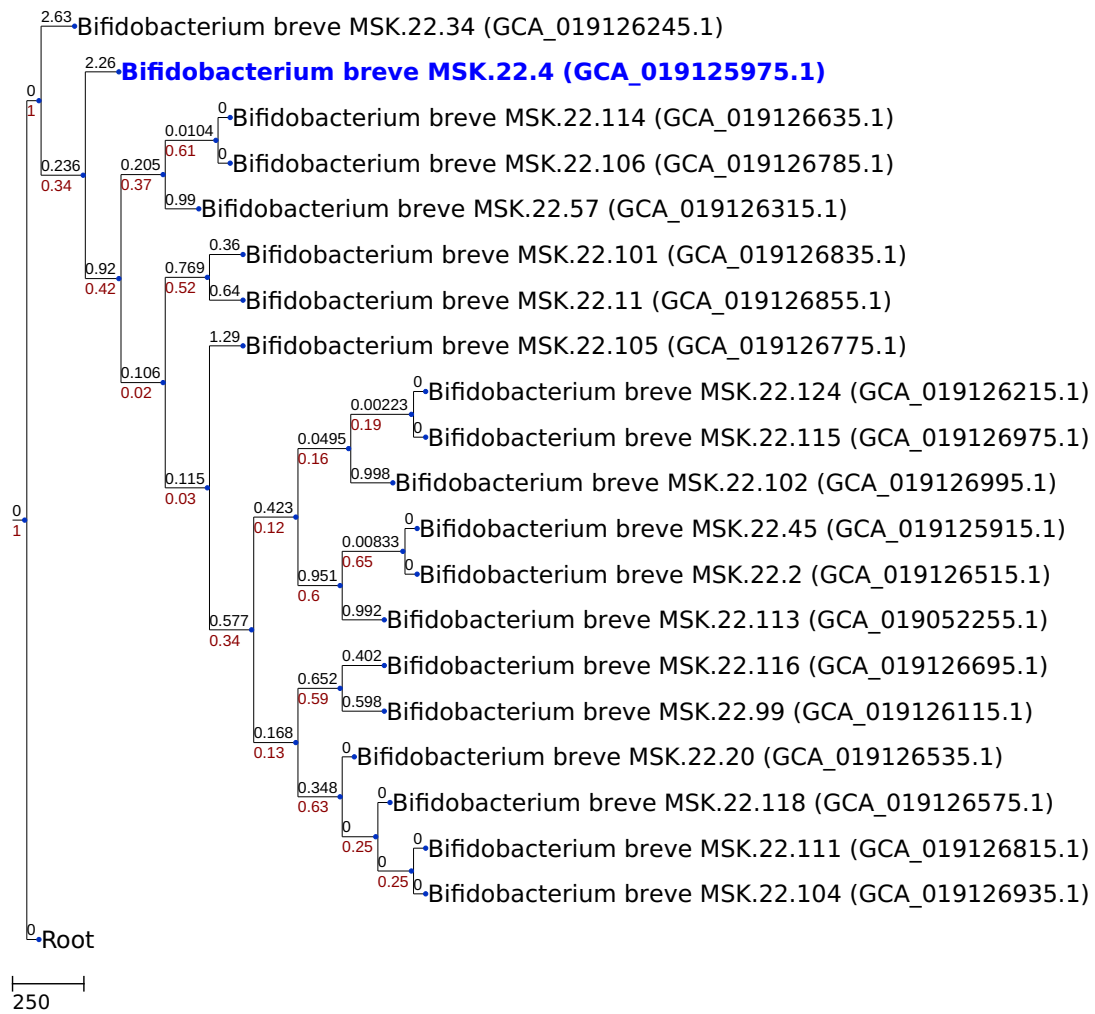 2.63
Bifidobacterium breve MSK.22.34 (GCA_019126245.1)
2.26
Bifidobacterium breve MSK.22.4 (GCA_019125975.1)
0
1
0
Bifidobacterium breve MSK.22.114 (GCA_019126635.1)
0.0104
0.61
0
Bifidobacterium breve MSK.22.106 (GCA_019126785.1)
0.236
0.34
0.205
0.37
0.99
Bifidobacterium breve MSK.22.57 (GCA_019126315.1)
0.36
Bifidobacterium breve MSK.22.101 (GCA_019126835.1)
0.92
0.42
0.769
0.52
0.64
Bifidobacterium breve MSK.22.11 (GCA_019126855.1)
1.29
Bifidobacterium breve MSK.22.105 (GCA_019126775.1)
0.106
0.02
0
Bifidobacterium breve MSK.22.124 (GCA_019126215.1)
0.00223
0.19
0
Bifidobacterium breve MSK.22.115 (GCA_019126975.1)
0.0495
0.16
0.998
Bifidobacterium breve MSK.22.102 (GCA_019126995.1)
0.115
0.03
0.423
0.12
0
Bifidobacterium breve MSK.22.45 (GCA_019125915.1)
0
1
0.00833
0.65
0
Bifidobacterium breve MSK.22.2 (GCA_019126515.1)
0.951
0.6
0.992
Bifidobacterium breve MSK.22.113 (GCA_019052255.1)
0.577
0.34
0.402
Bifidobacterium breve MSK.22.116 (GCA_019126695.1)
0.652
0.59
0.598
Bifidobacterium breve MSK.22.99 (GCA_019126115.1)
0.168
0.13
0
Bifidobacterium breve MSK.22.20 (GCA_019126535.1)
0.348
0.63
0
Bifidobacterium breve MSK.22.118 (GCA_019126575.1)
0
0.25
0
Bifidobacterium breve MSK.22.111 (GCA_019126815.1)
0
0.25
0
Bifidobacterium breve MSK.22.104 (GCA_019126935.1)
0
Root
250